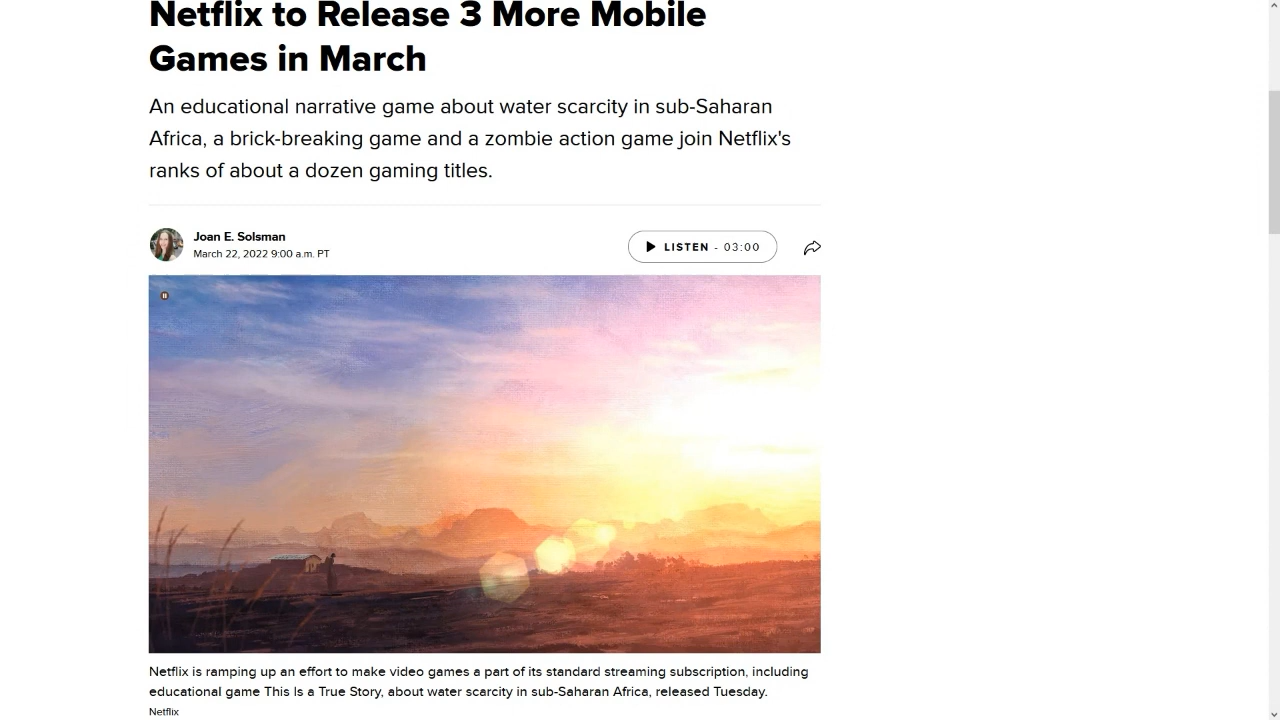 Netflix to Release 3 More Mobile
Games in March
An educational narrative game about water scarcity in sub-Saharan
Africa, a brick-breaking game and a zombie action game join Netflix's
ranks of about a dozen gaming titles.
Joan E. Solsman
March 22, 2022 9:00 a.m. PT
LISTEN - 03:00
Netflix is ramping up an effort to make video games a part of its standard streaming subscription, including
educational game This Is a True Story, about water scarcity in sub-Saharan Africa, released Tuesday.
Netflix